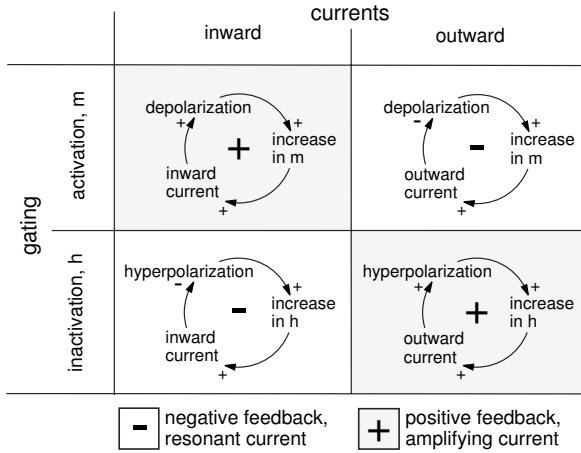 currents
inward
outward
gating
activation, m
depolarization
+
+
+
increase
in m
inward
current
+
depolarization
-
+
-
increase
in m
outward
current
+
inactivation, h
hyperpolarization
-
+
-
increase
in h
inward
current
+
hyperpolarization
+
+
+
increase
in h
outward
current
+
- negative feedback,
resonant current
+ positive feedback,
amplifying current